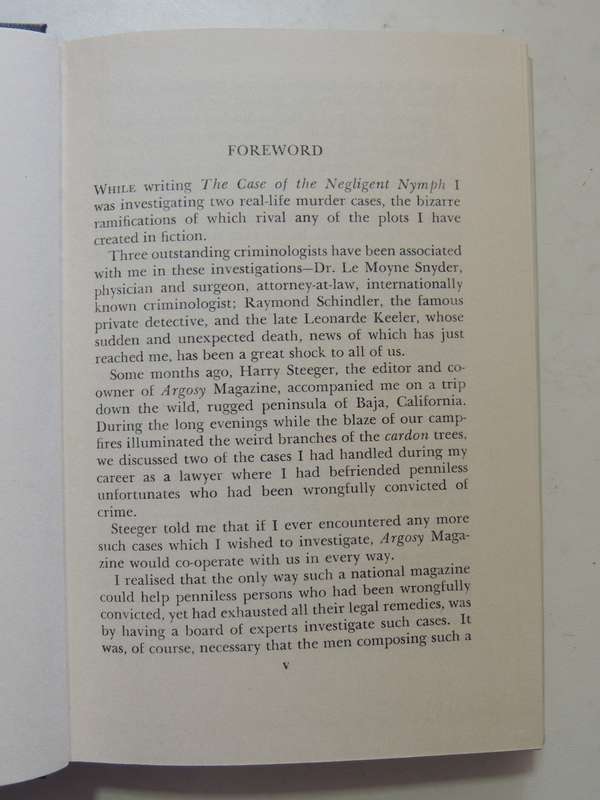 FOREWORD
WHILE writing The Case of the Negligent Nymph I
was investigating two real-life murder cases, the bizarre
ramifications of which rival any of the plots I have
created in fiction.
Three outstanding criminologists have been associated
with me in these investigations—Dr. Le Moyne Snyder,
physician and surgeon, attorney-at-law, internationally
known criminologist; Raymond Schindler, the famous
private detective, and the late Leonarde Keeler, whose
sudden and unexpected death, news of which has just
reached me, has been a great shock to all of us.
Some months ago, Harry Steeger, the editor and co-
owner of Argosy Magazine, accompanied me on a trip
down the wild, rugged peninsula of Baja, California.
During the long evenings while the blaze of our camp-
fires illuminated the weird branches of the cardon trees,
we discussed two of the cases I had handled during my
career as a lawyer where I had befriended penniless
unfortunates who had been wrongfully convicted of
crime.
Steeger told me that if I ever encountered any more
such cases which I wished to investigate, Argosy Maga-
zine would co-operate with us in every way.
I realised that the only way such a national magazine
could help penniless persons who had been wrongfully
convicted, yet had exhausted all their legal remedies, was
by having a board of experts investigate such cases. It
was, of course, necessary that the men composing such a
v